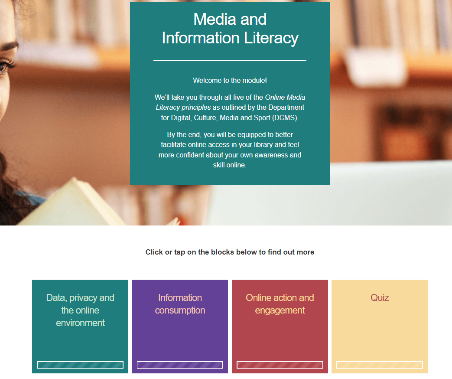 Media and
Information Literacy
Welcome to the module!
We'll take you through all five of the Online Media
Literacy principles as outlined by the Department
for Digital, Culture, Media and Sport (DCMS).
By the end, you will be equipped to better
facilitate online access in your library and feel
more confident about your own awareness and
skill online.
Click or tap on the blocks below to find out more
Data, privacy and
the online
environment
Information
consumption
Online action and
engagement
Quiz